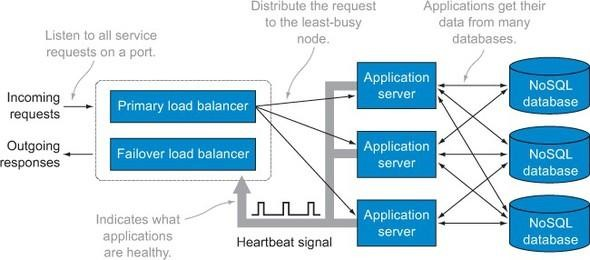 Listen to all service
requests on a port.
Distribute the request
to the least-busy
node.
Applications get their
data from many
databases.
Incoming
requests
Outgoing
responses
Primary load balancer
Failover load balancer
Application
server
Application
server
Application
server
NoSQL
database
NoSQL
database
NoSQL
database
Indicates what
applications
are healthy.
Heartbeat signal